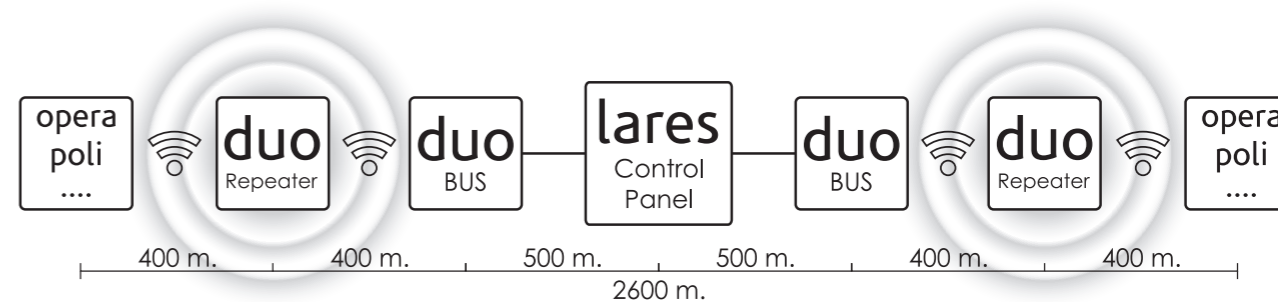 opera
poli
....
duo
Repeater
duo
BUS
lares
Control
Panel
duo
BUS
duo
Repeater
opera
poli
....
400 m.
400 m.
500 m.
500 m.
400 m.
400 m.
2600 m.